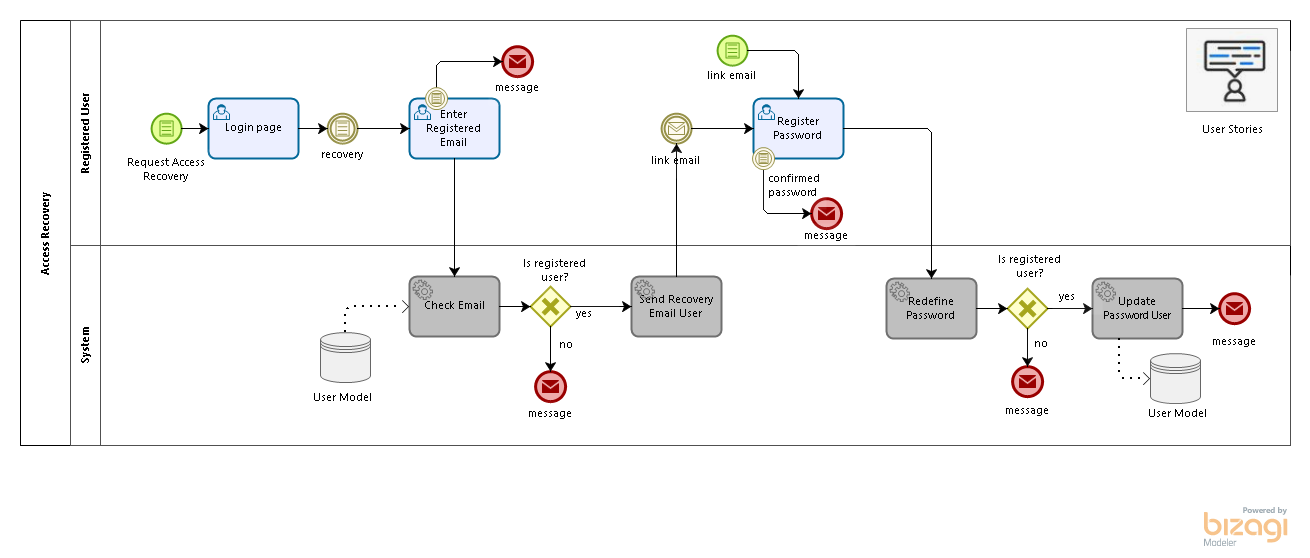 Access Recovery
Registered User
Request Access
Recovery
Login page
recovery
Enter
Registered
Email
message
link email
link email
Register
Password
confirmed
password
message
User Stories
System
User Model
Check Email
Is registered
user?
yes
no
message
Send Recovery
Email User
Redefine
Password
Is registered
user?
yes
no
message
Update
Password User
User Model
message
Powered by
bizagi
Modeler